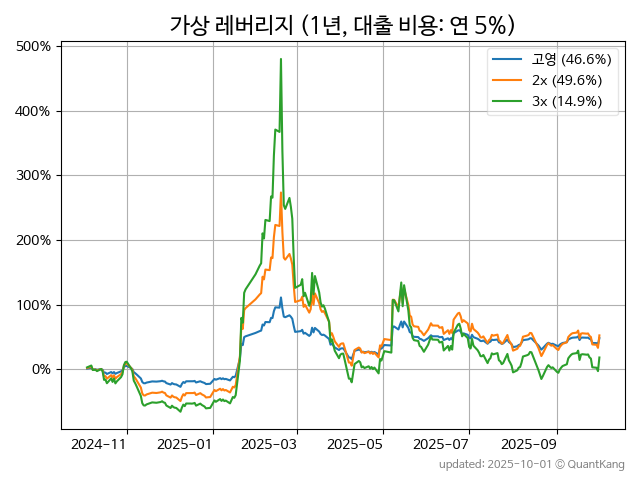 가상 레버리지 (1년, 대출 비용: 연 5%)
500%
400%
300%
200%
100%
0%
고영 (46.6%)
2x (49.6%)
3x (14.9%)
2024-11
2025-01
2025-03
2025-05
2025-07
2025-09
updated: 2025-10-01 © QuantKang